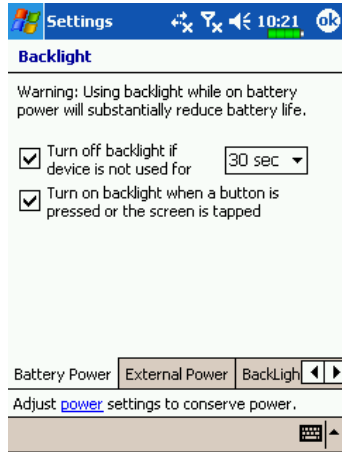 Settings 10:21 ok
Backlight
Warning: Using backlight while on battery
power will substantially reduce battery life.
Turn off backlight if
device is not used for 30 sec
Turn on backlight when a button is
pressed or the screen is tapped
Battery Power External Power BackLigh
Adjust power settings to conserve power.